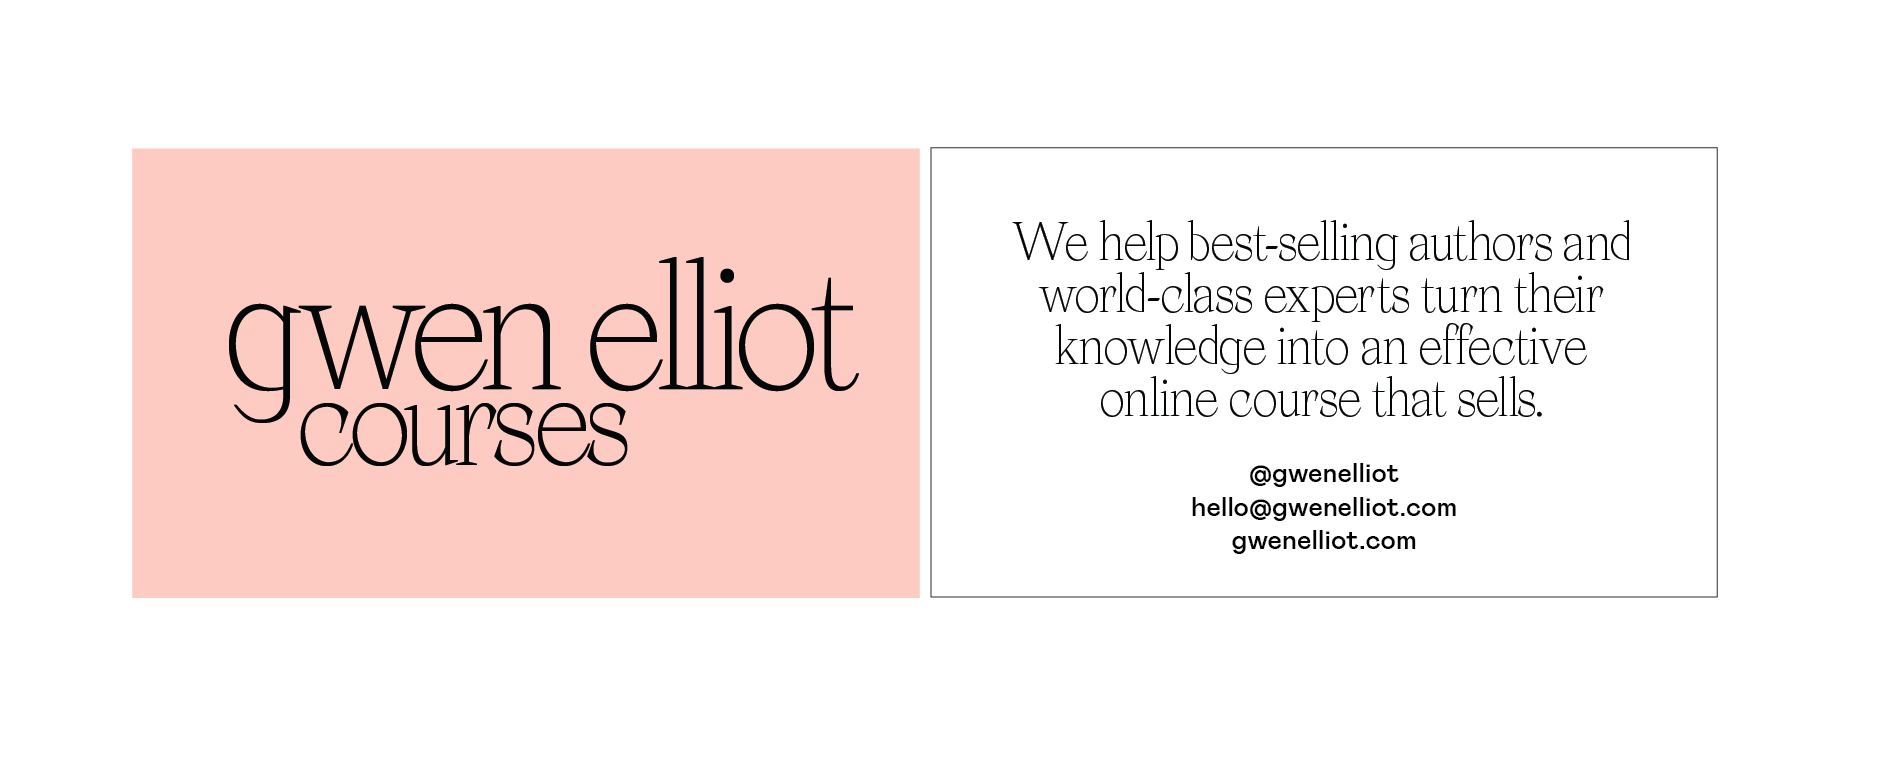 gwen elliot
courses
We help best-selling authors and
world-class experts turn their
knowledge into an effective
online course that sells.
@gwenelliot
hello@gwenelliot.com
gwenelliot.com